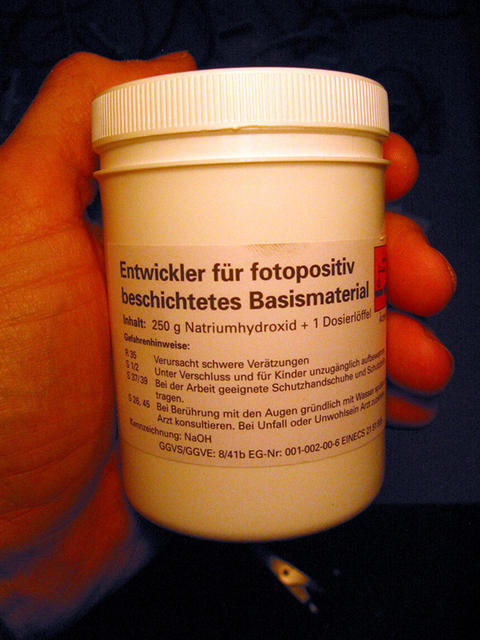 Entwickler für fotopositiv
beschichtetes Basismaterial
Inhalt: 250 g Natriumhydroxid + 1 Dosierlöffel
Gefahrenhinweise:
R 35 Verursacht schwere Verätzungen
S 1/2 Unter Verschluss und für Kinder unzugänglich
S 37/39 Bei der Arbeit geeignete Schutzhandschuhe und
tragen.
S 26, 45 Bei Berührung mit den Augen gründlich mit Wasser
Arzt konsultieren. Bei Unfall oder Unwohlsein Arzt
Kennzeichnung: NaOH
GGVS/GGVE: 8/41b EG-Nr: 001-002-00-6 EINECS